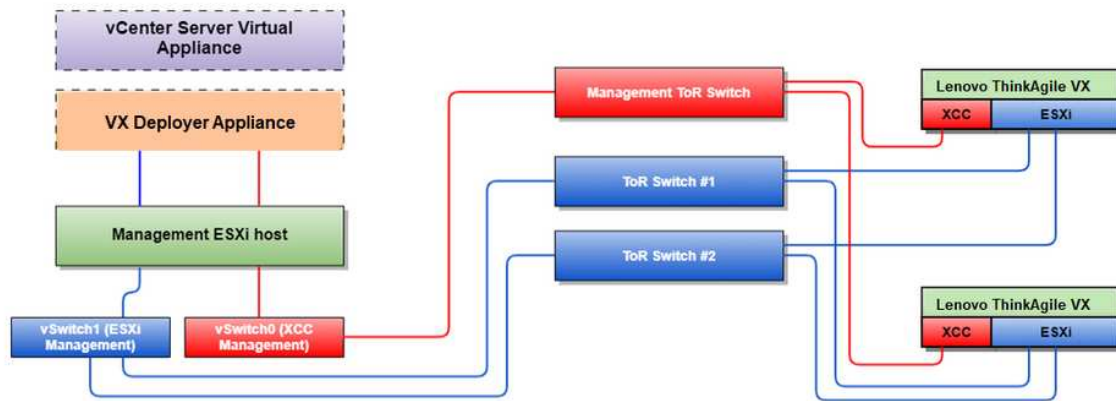 vCenter Server Virtual
Appliance
VX Deployer Appliance
Management ESXi host
vSwitch1 (ESXi
Management)
vSwitch0 (XCC
Management)
Management ToR Switch
ToR Switch #1
ToR Switch #2
Lenovo ThinkAgile VX
XCC
ESXi
Lenovo ThinkAgile VX
XCC
ESXi